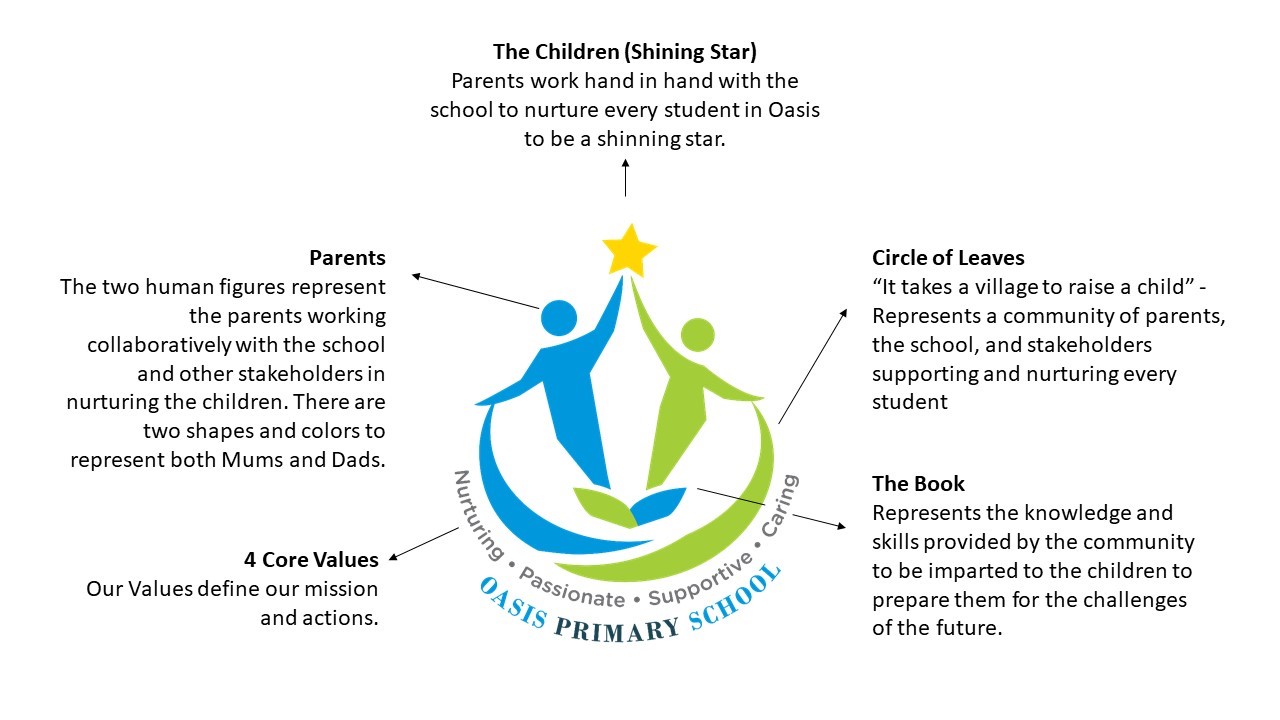 The Children (Shining Star)
Parents work hand in hand with the
school to nurture every student in Oasis
to be a shinning star.
Parents
The two human figures represent
the parents working
collaboratively with the school
and other stakeholders in
nurturing the children. There are
two shapes and colors to
represent both Mums and Dads.
4 Core Values
Our Values define our mission
and actions.
Circle of Leaves
“It takes a village to raise a child” -
Represents a community of parents,
the school, and stakeholders
supporting and nurturing every
student
The Book
Represents the knowledge and
skills provided by the community
to be imparted to the children to
prepare them for the challenges
of the future.
Nurturing • Passionate • Supportive • Caring
OASIS PRIMARY SCHOOL